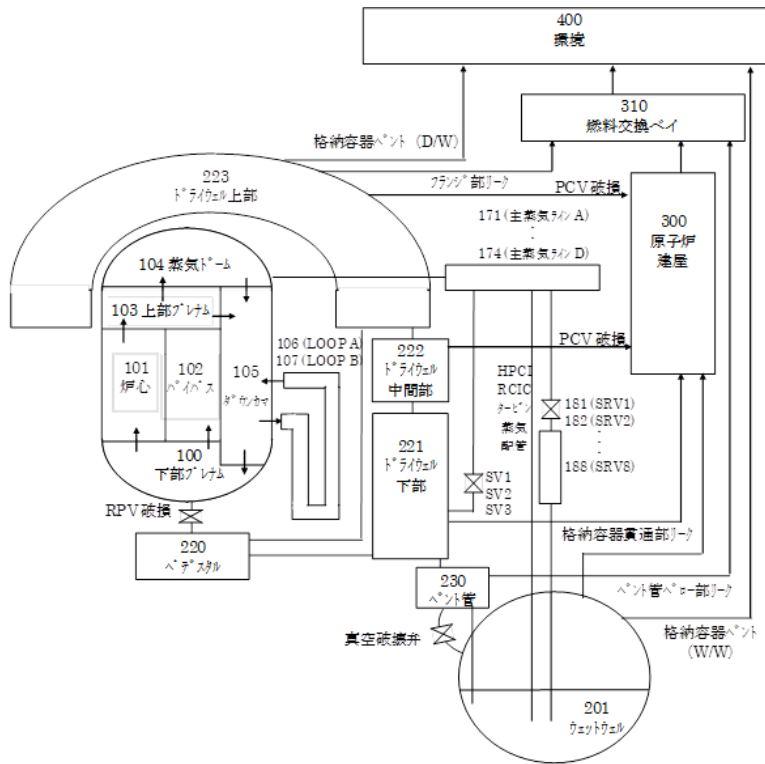 400
環境
310
燃料交換ベイ
格納容器ベント (D/W)
フランジ部リーク
PCV 破損
223
ドライウェル上部
171 (主蒸気ライン A)
174 (主蒸気ライン D)
300
原子炉
建屋
104 蒸気ドーム
103 上部プレナム
106 (LOOP A)
107 (LOOP B)
101
炉心
102
バイパス
105
ダウンカマ
222
ドライウェル
中間部
PCV 破損
HPCI
RCIC
タービン
蒸気
配管
181 (SRV1)
182 (SRV2)
188 (SRV8)
100
下部プレナム
221
ドライウェル
下部
SV1
SV2
SV3
RPV 破損
220
ペデスタル
格納容器貫通部リーク
230
ベント管
ベント管ベロー部リーク
真空破壊弁
格納容器ベント
(W/W)
201
ウェットウェル